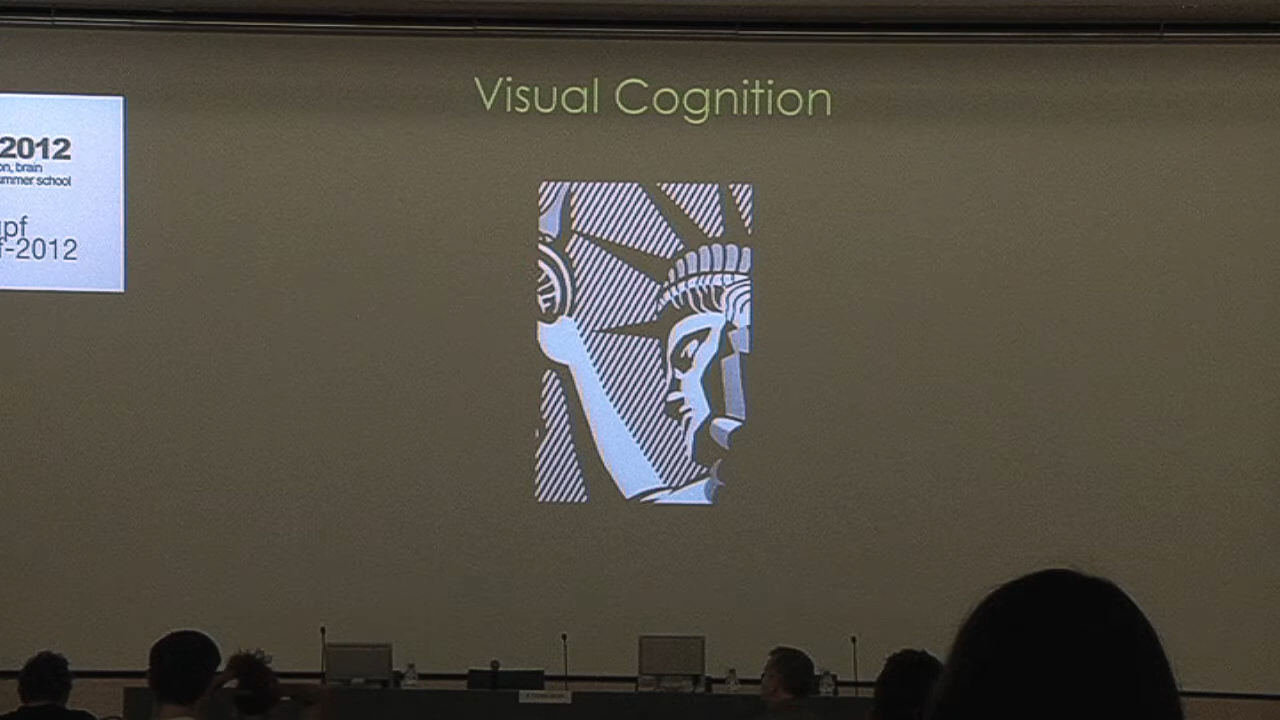 Visual Cognition
2012
on, brain
ummer school
upf
f-2012